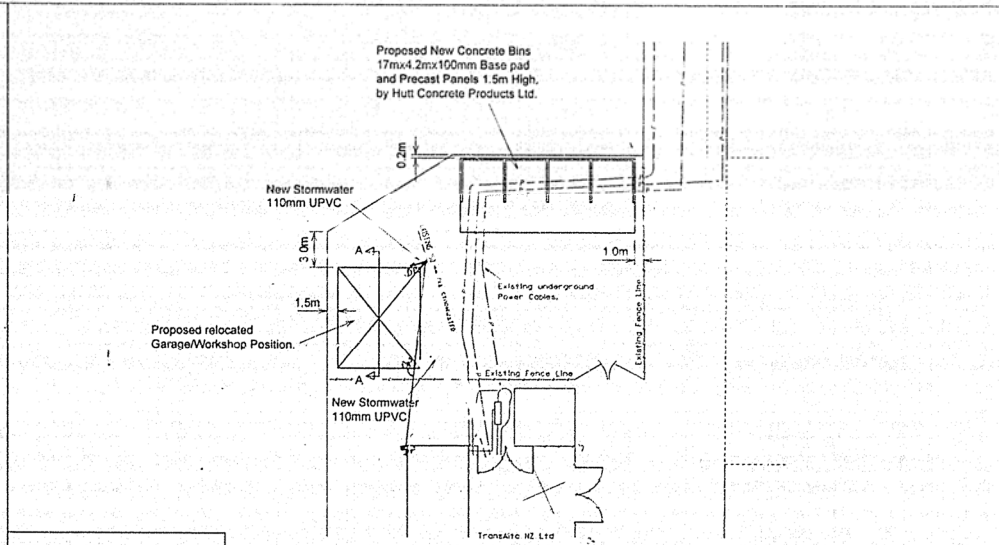 Proposed New Concrete Bins
17mx4.2mx100mm Base pad
and Precast Panels 1.5m High,
by Hutt Concrete Products Ltd.
0.2m
New Stormwater
110mm UPVC
3.0m
A
1.0m
Existing underground
Power Cables.
Existing Fence Line
1.5m
Proposed relocated
Garage/Workshop Position.
A
Existing Fence Line
New Stormwater
110mm UPVC
TransAlta NZ Ltd